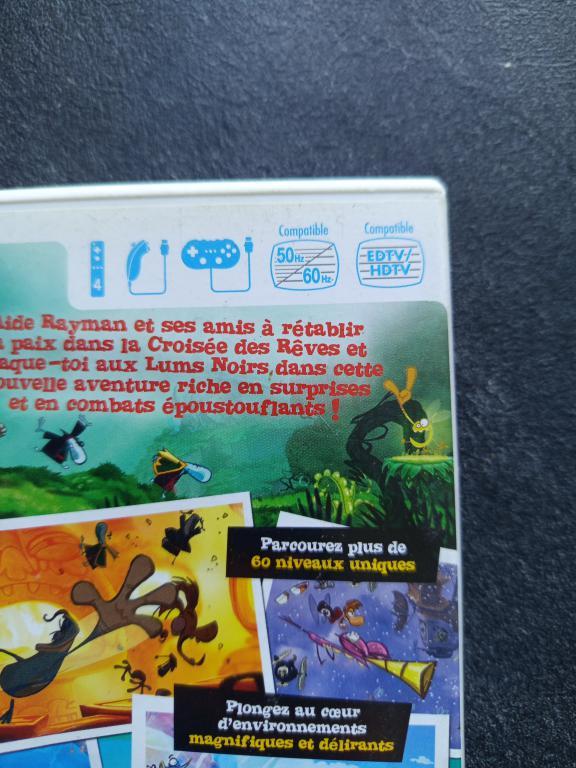 Compatible
50Hz
60Hz
Compatible
EDTV/
HDTV
4
Aide Rayman et ses amis à rétablir
paix dans la Croisée des Rêves et
aque-toi aux Lums Noirs dans cette
ouvelle aventure riche en surprises
et en combats époustouflants !
Parcourez plus de
60 niveaux uniques
Plongez au cœur
d'environnements
magnifiques et délirants